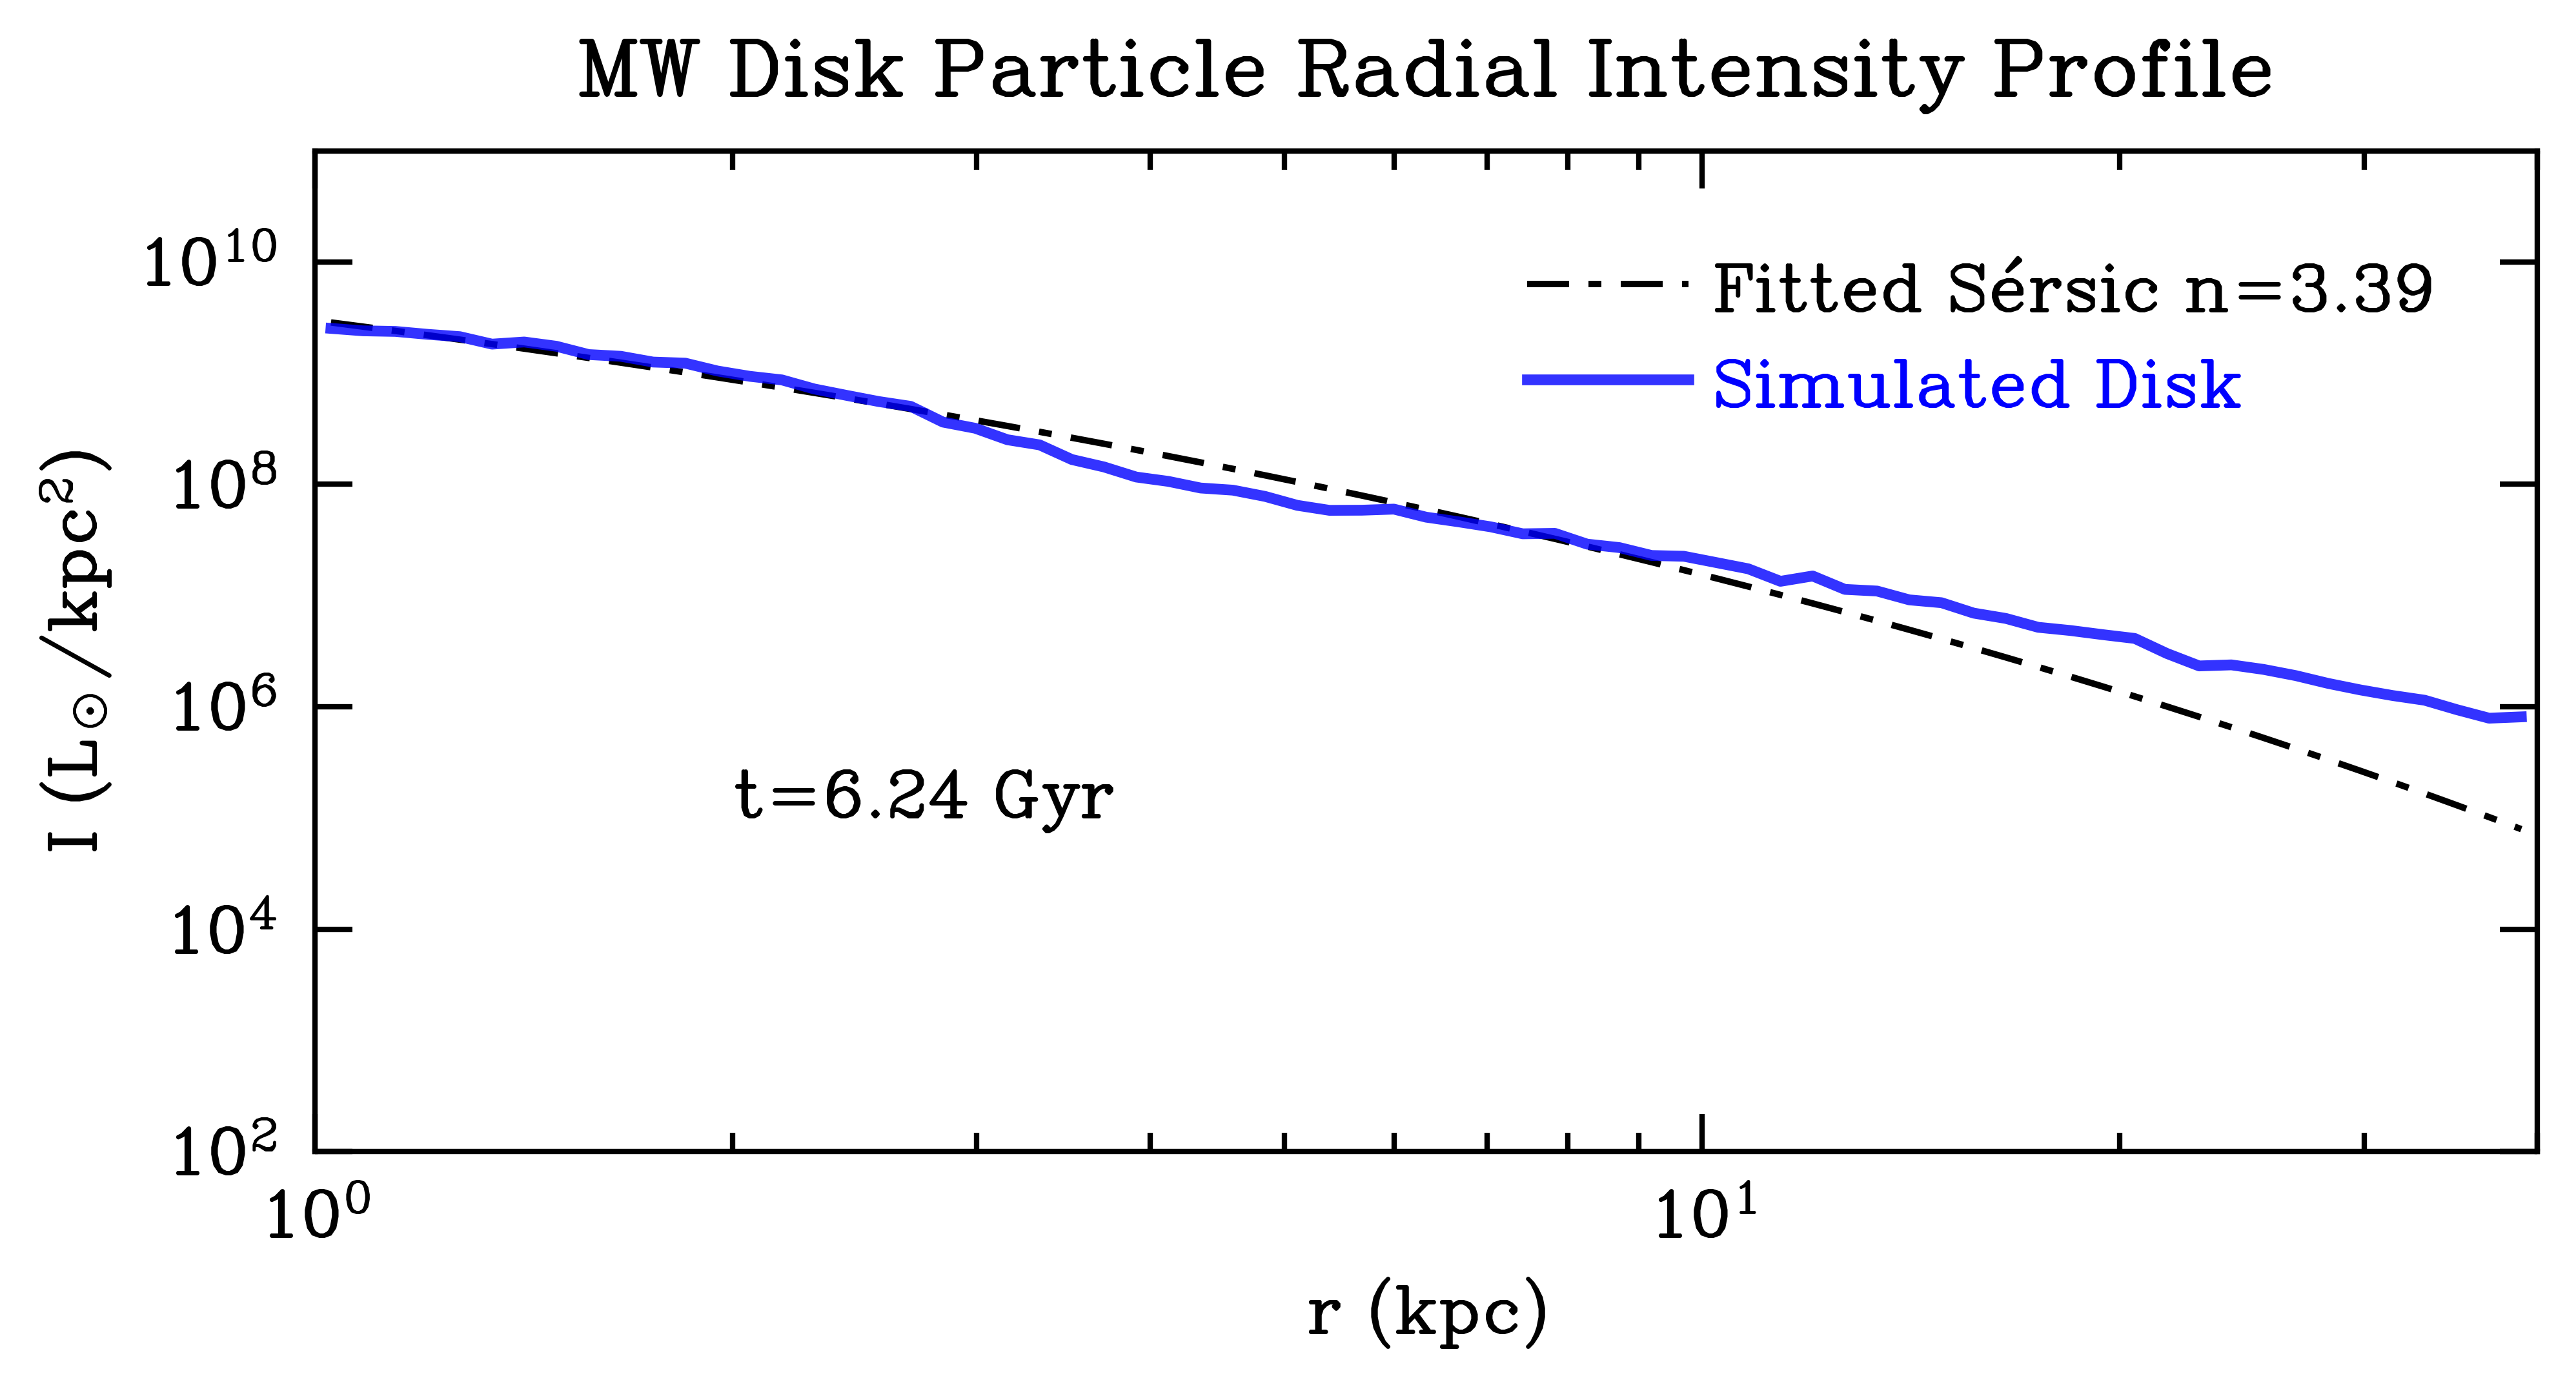 MW Disk Particle Radial Intensity Profile
10¹⁰
10⁸
10⁶
10⁴
10²
I (L☉/kpc²)
Fitted Sérsic n=3.39
Simulated Disk
t=6.24 Gyr
10⁰ 10¹
r (kpc)